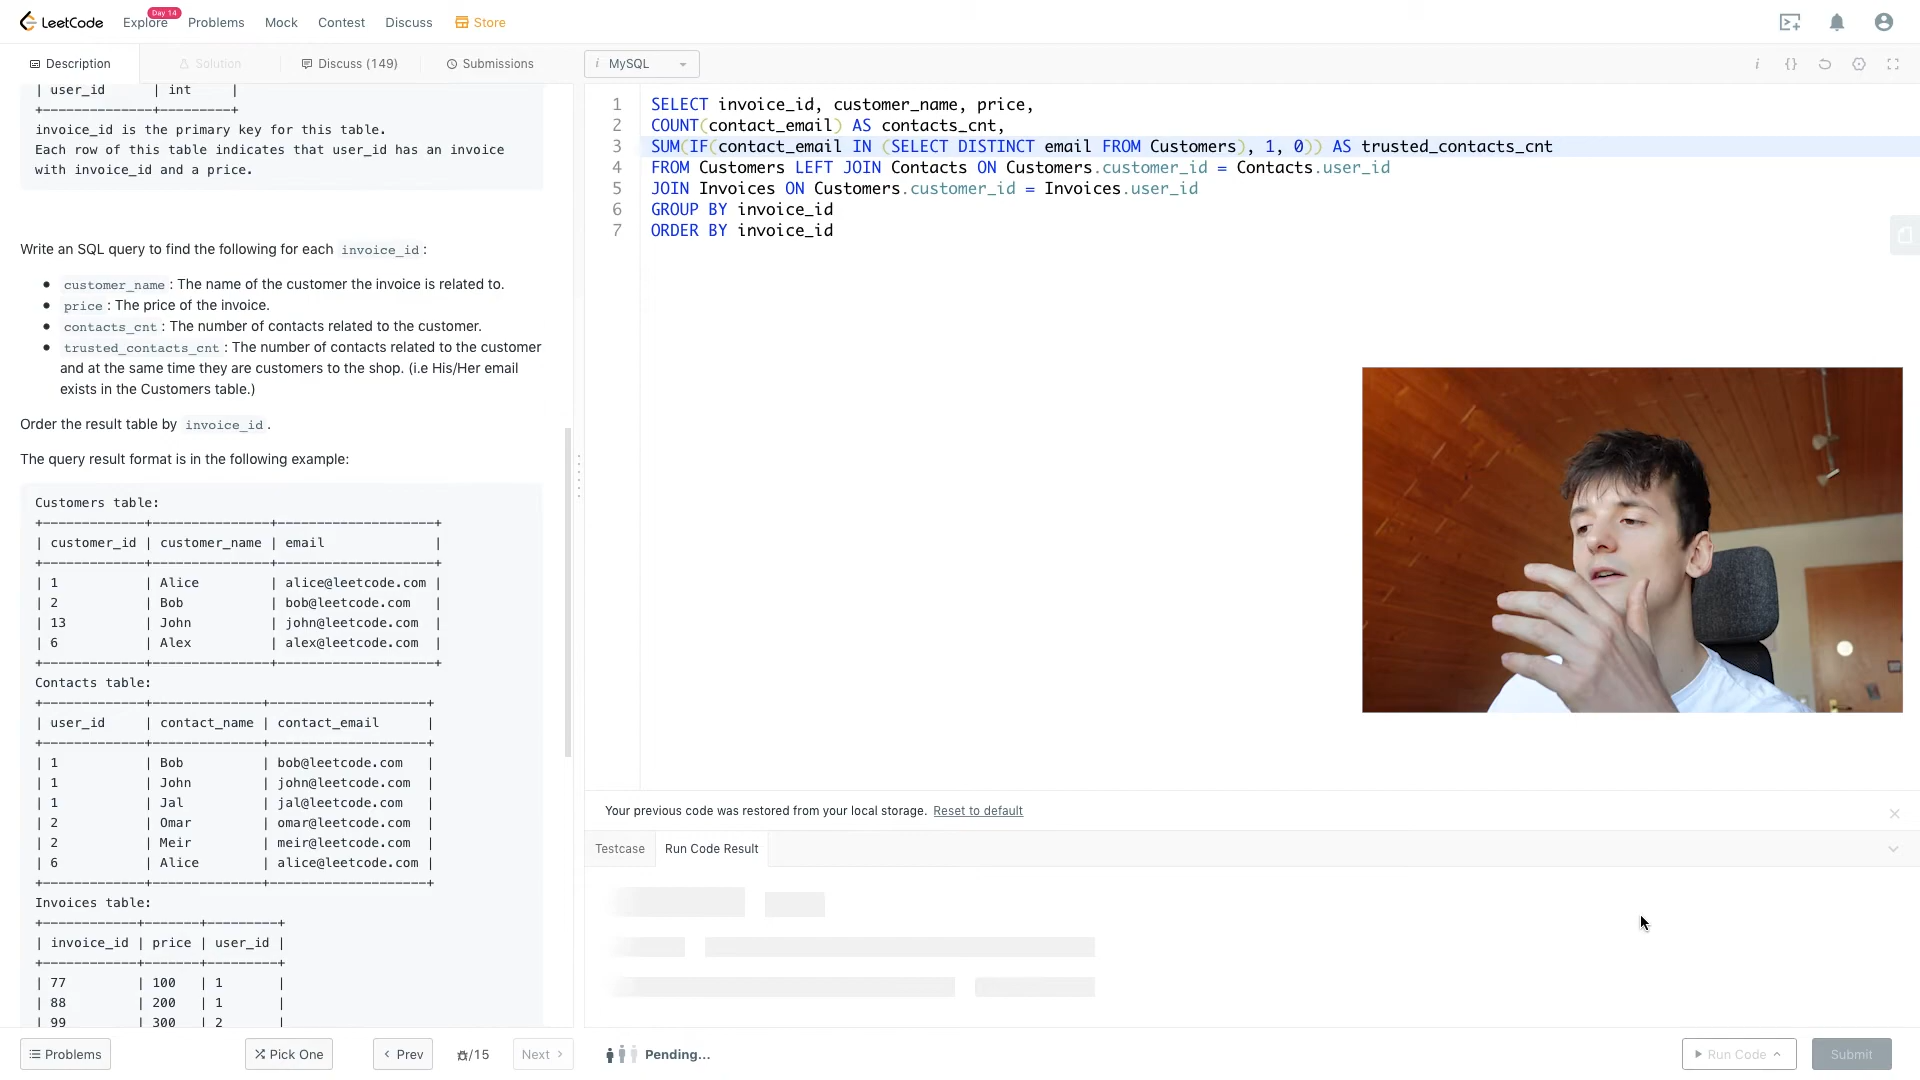 LeetCode
Explore
Day 14
Problems
Mock
Contest
Discuss
Store
Description
Solution
Discuss (149)
Submissions
| user_id      | int     |
+--------------+---------+
invoice_id is the primary key for this table.
Each row of this table indicates that user_id has an invoice
with invoice_id and a price.
Write an SQL query to find the following for each invoice_id :
customer_name : The name of the customer the invoice is related to.
price : The price of the invoice.
contacts_cnt : The number of contacts related to the customer.
trusted_contacts_cnt : The number of contacts related to the customer
and at the same time they are customers to the shop. (i.e His/Her email
exists in the Customers table.)
Order the result table by invoice_id .
The query result format is in the following example:
Customers table:
+-------------+---------------+--------------------+
| customer_id | customer_name | email              |
+-------------+---------------+--------------------+
| 1           | Alice         | alice@leetcode.com |
| 2           | Bob           | bob@leetcode.com   |
| 13          | John          | john@leetcode.com  |
| 6           | Alex          | alex@leetcode.com  |
+-------------+---------------+--------------------+
Contacts table:
+-------------+--------------+--------------------+
| user_id     | contact_name | contact_email      |
+-------------+--------------+--------------------+
| 1           | Bob          | bob@leetcode.com   |
| 1           | John         | john@leetcode.com  |
| 1           | Jal          | jal@leetcode.com   |
| 2           | Omar         | omar@leetcode.com  |
| 2           | Meir         | meir@leetcode.com  |
| 6           | Alice        | alice@leetcode.com |
+-------------+--------------+--------------------+
Invoices table:
+------------+-------+---------+
| invoice_id | price | user_id |
+------------+-------+---------+
| 77         | 100   | 1       |
| 88         | 200   | 1       |
| 99         | 300   | 2       |
MySQL
1 SELECT invoice_id, customer_name, price,
2 COUNT(contact_email) AS contacts_cnt,
3 SUM(IF(contact_email IN (SELECT DISTINCT email FROM Customers), 1, 0)) AS trusted_contacts_cnt
4 FROM Customers LEFT JOIN Contacts ON Customers.customer_id = Contacts.user_id
5 JOIN Invoices ON Customers.customer_id = Invoices.user_id
6 GROUP BY invoice_id
7 ORDER BY invoice_id
Your previous code was restored from your local storage. Reset to default
Testcase
Run Code Result
Problems
Pick One
Prev
/15
Next
Pending...
Run Code
Submit